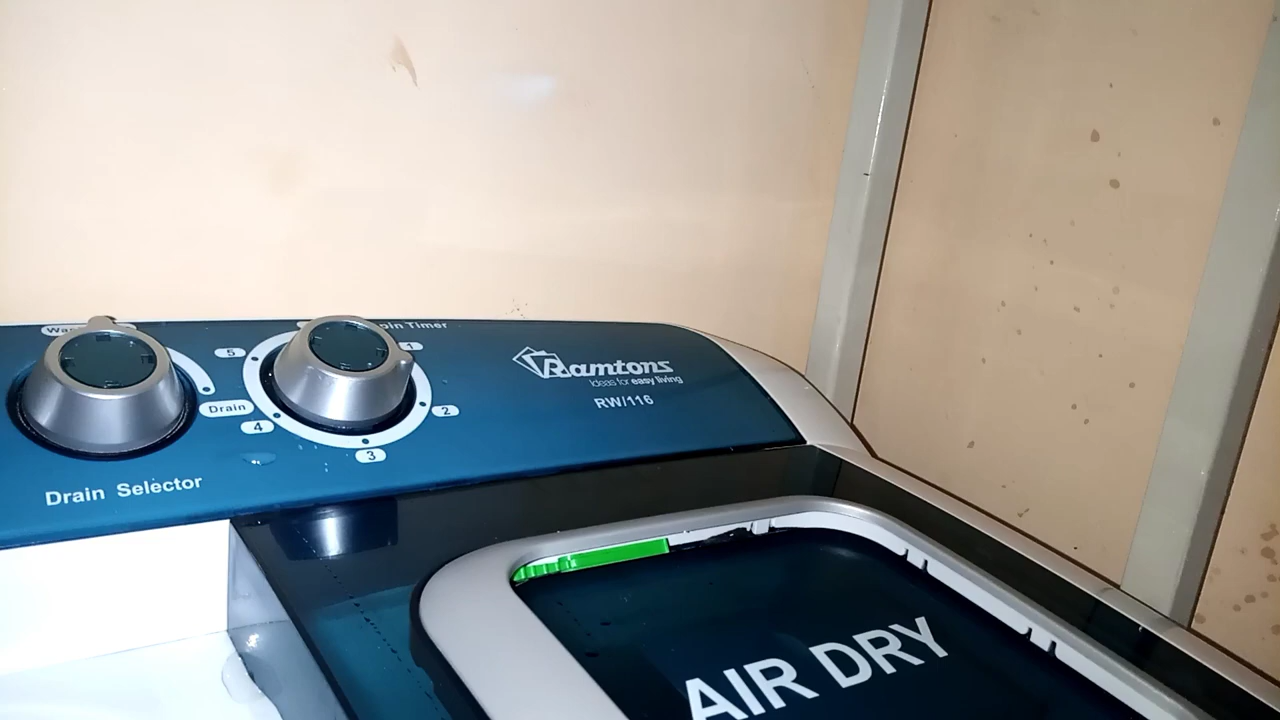 5
1
Drain
2
4
3
Drain Selector
Ramtons
Ideas for easy living
RW/116
AIR DRY